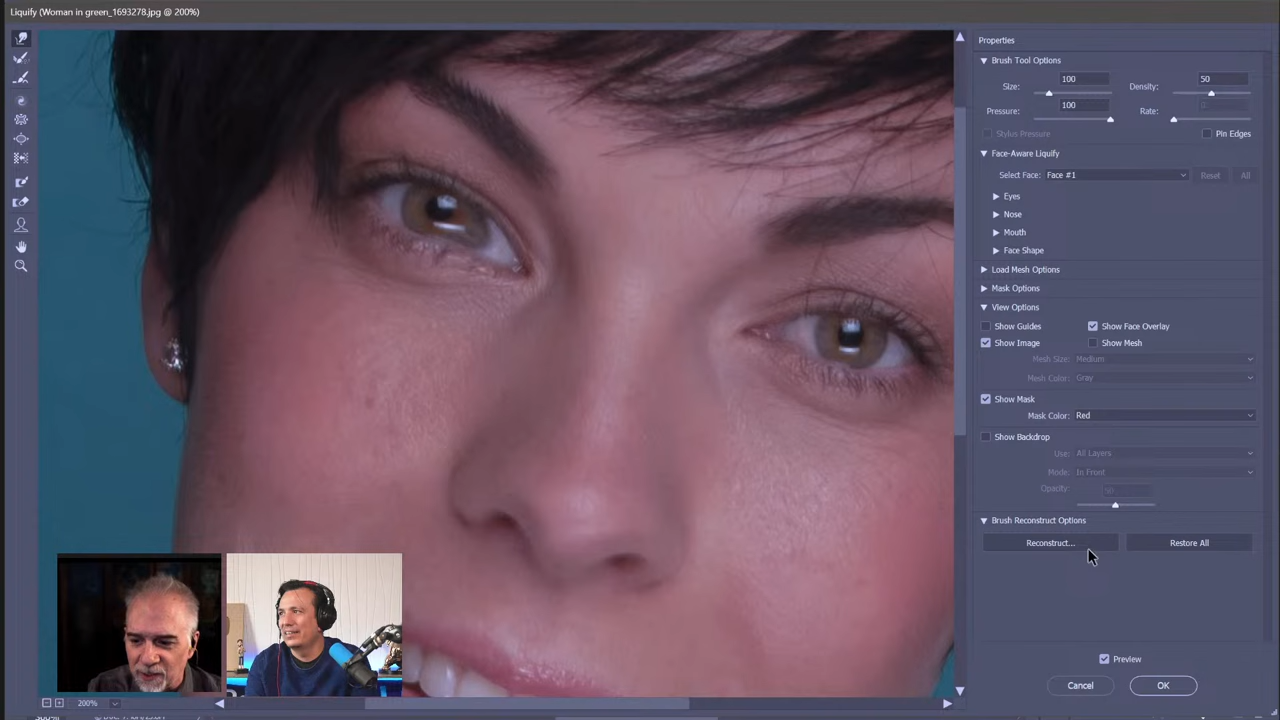 Liquify (Woman in green_1693278.jpg @ 200%)
Properties
Brush Tool Options
Size: 100 Density: 50
Pressure: 100 Rate: 0
Stylus Pressure Pin Edges
Face-Aware Liquify
Select Face: Face #1 Reset All
Eyes
Nose
Mouth
Face Shape
Load Mesh Options
Mask Options
View Options
Show Guides Show Face Overlay
Show Image Show Mesh
Mesh Size: Medium
Mesh Color: Gray
Show Mask
Mask Color: Red
Show Backdrop
Use: All Layers
Mode: In Front
Opacity: 50
Brush Reconstruct Options
Reconstruct... Restore All
Preview
Cancel OK
200%